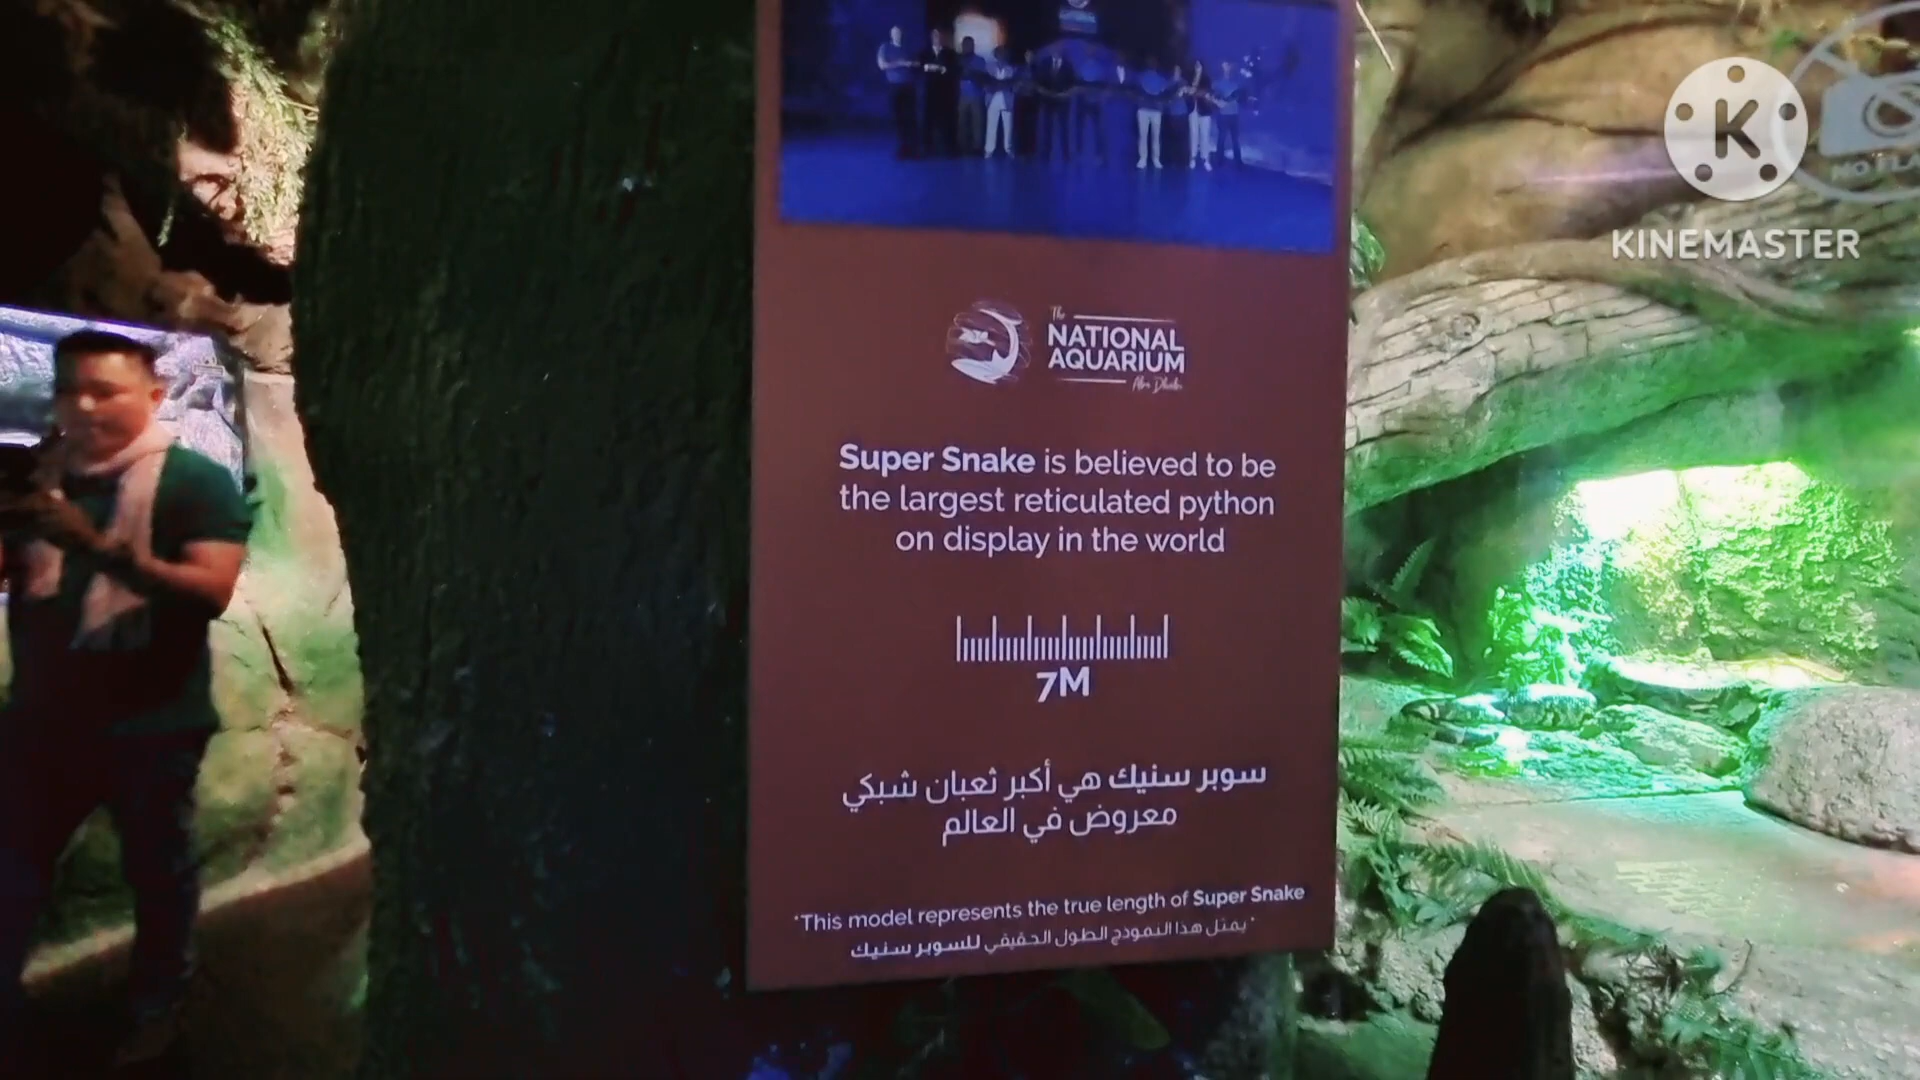 KINEMASTER
The
NATIONAL
AQUARIUM
Abu Dhabi
Super Snake is believed to be
the largest reticulated python
on display in the world
7M
سوبر سنيك هي أكبر ثعبان شبكي
معروض في العالم
*This model represents the true length of Super Snake
*يمثل هذا النموذج الطول الحقيقي للسوبر سنيك